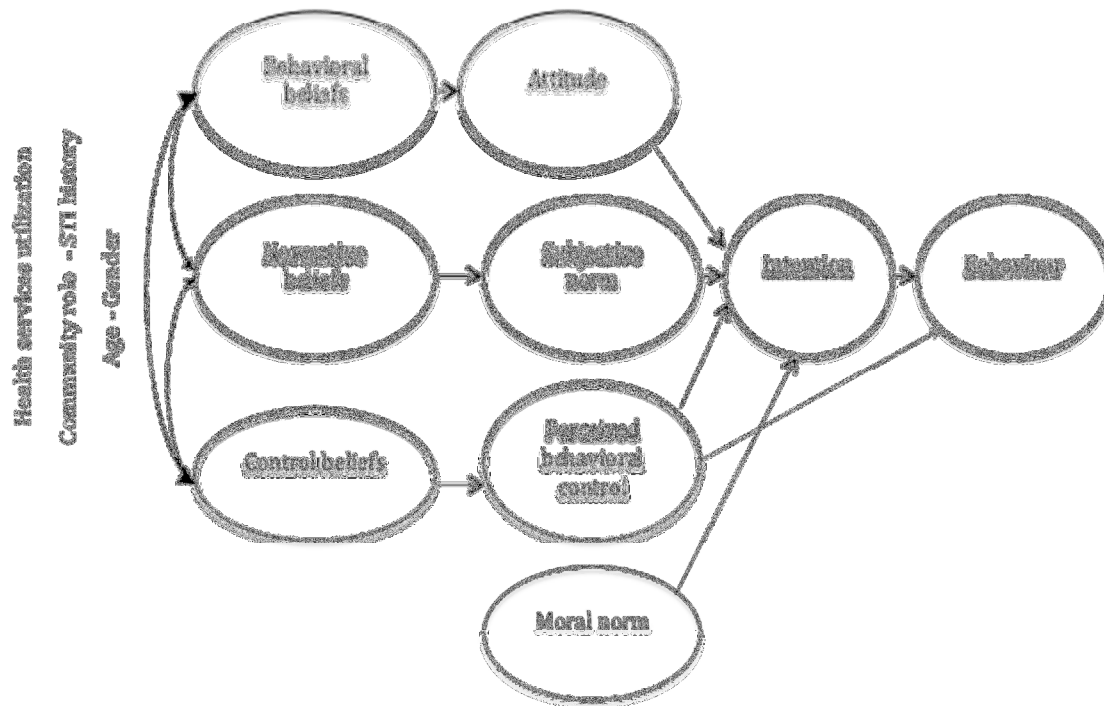 Health services utilization
Community role - STI history
Age - Gender
Behavioral
beliefs
Attitude
Normative
beliefs
Subjective
norm
Intention
Behaviour
Control beliefs
Perceived
behavioral
control
Moral norm